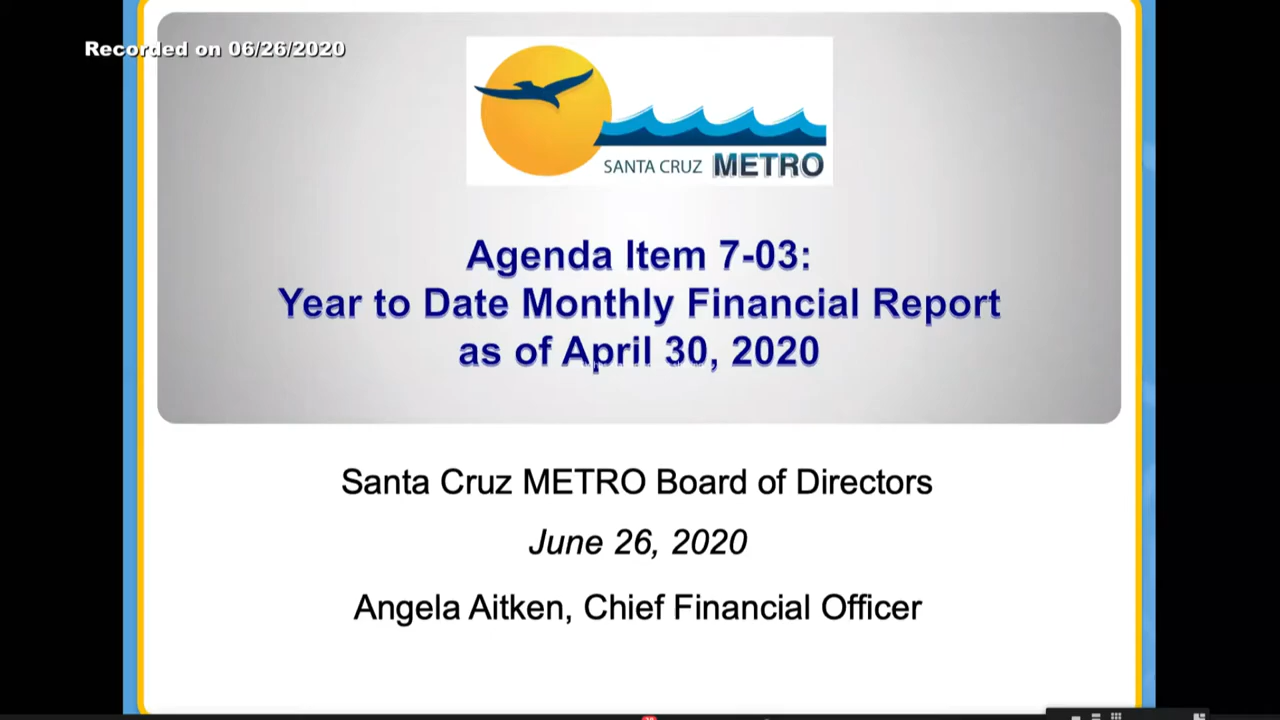 Recorded on 06/26/2020
SANTA CRUZ METRO
Agenda Item 7-03:
Year to Date Monthly Financial Report
as of April 30, 2020
Santa Cruz METRO Board of Directors
June 26, 2020
Angela Aitken, Chief Financial Officer